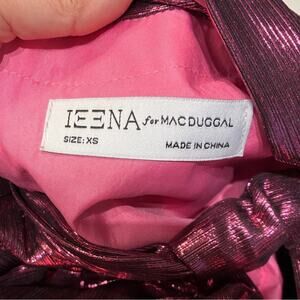 IEENA for MAC DUGGAL
SIZE: XS MADE IN CHINA